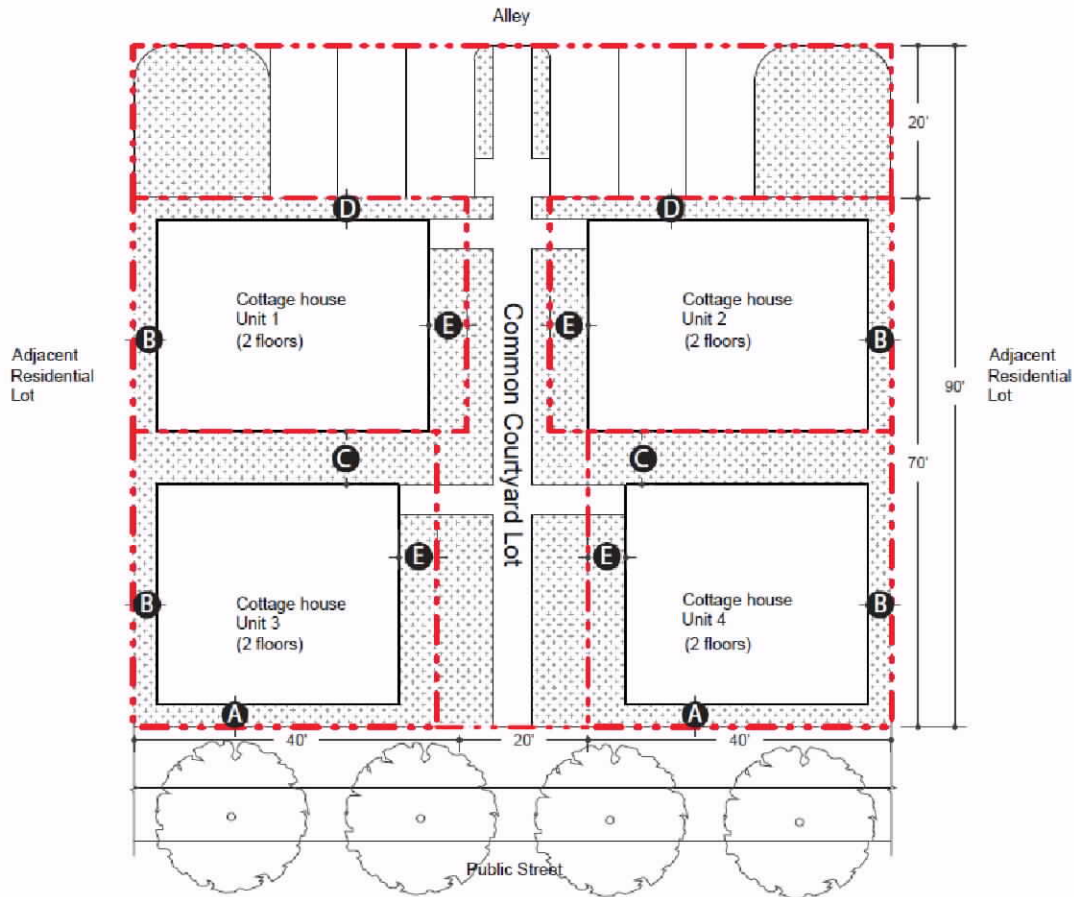 Alley
20'
D
D
Cottage house
Unit 1
(2 floors)
Cottage house
Unit 2
(2 floors)
B
E
E
B
Common Courtyard Lot
Adjacent
Residential
Lot
Adjacent
Residential
Lot
90'
70'
C
C
E
E
B
B
Cottage house
Unit 3
(2 floors)
Cottage house
Unit 4
(2 floors)
A
A
40'
20'
40'
Public Street